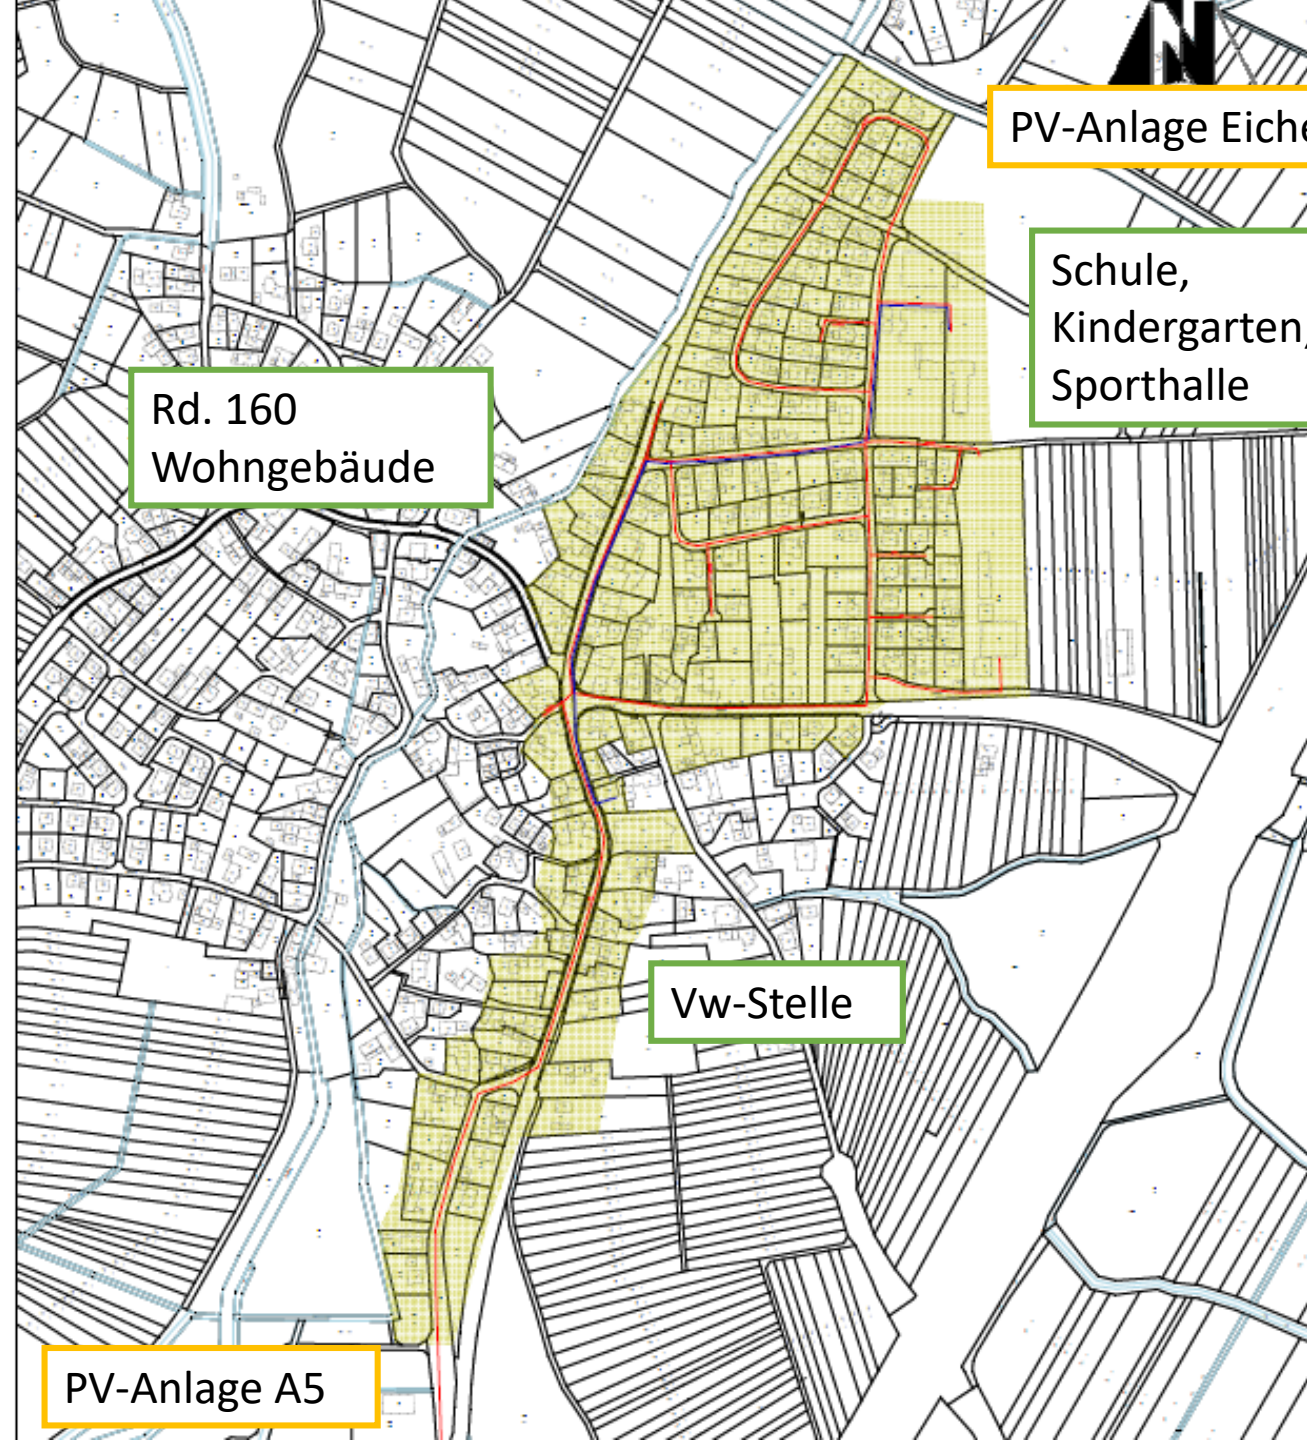 N
PV-Anlage Eiche
Schule,
Kindergarten,
Sporthalle
Rd. 160
Wohngebäude
Vw-Stelle
PV-Anlage A5